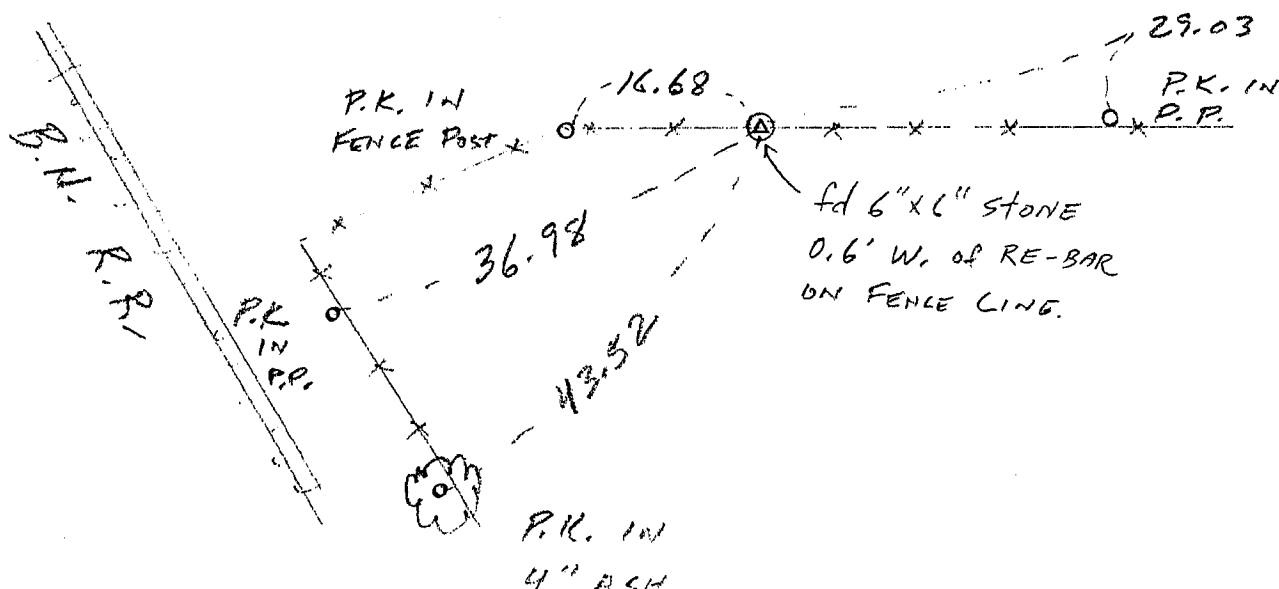 29.03
P.K. IN
P.P.
16.68
P.K. IN
FENCE POST
fd 6"X6" STONE
0.6' W. of RE-BAR
ON FENCE LINE.
36.98
B.N. R.R.
P.K.
IN
P.P.
43.52
P.K. IN
4" ASH